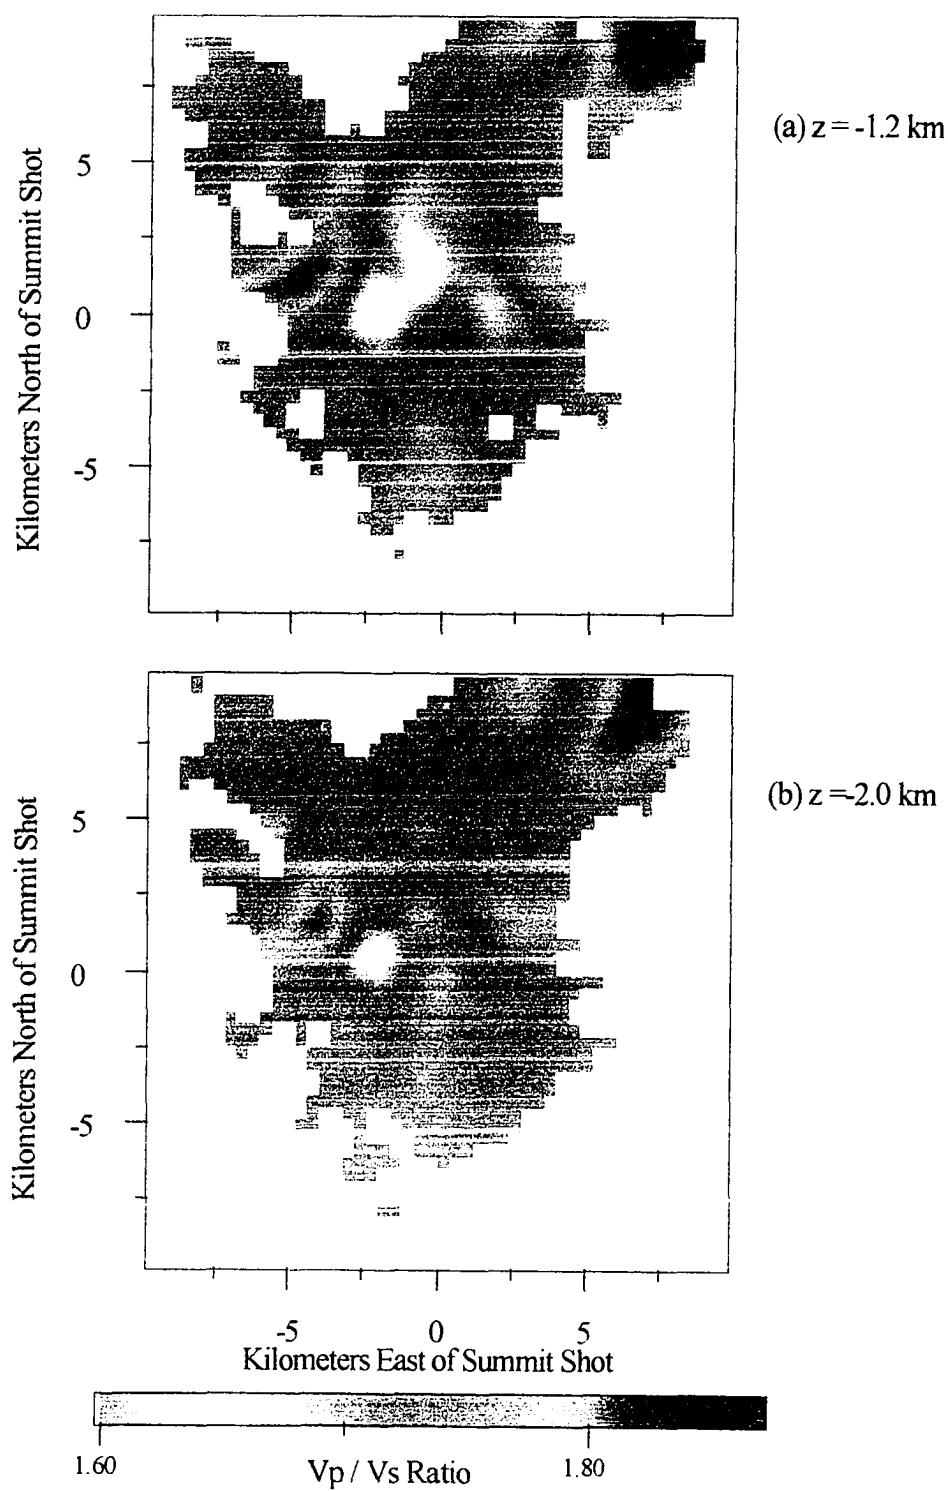 (a) z = -1.2 km
Kilometers North of Summit Shot
5
0
-5
(b) z =-2.0 km
Kilometers North of Summit Shot
5
0
-5
-5 0 5
Kilometers East of Summit Shot
1.60 1.80
Vp / Vs Ratio